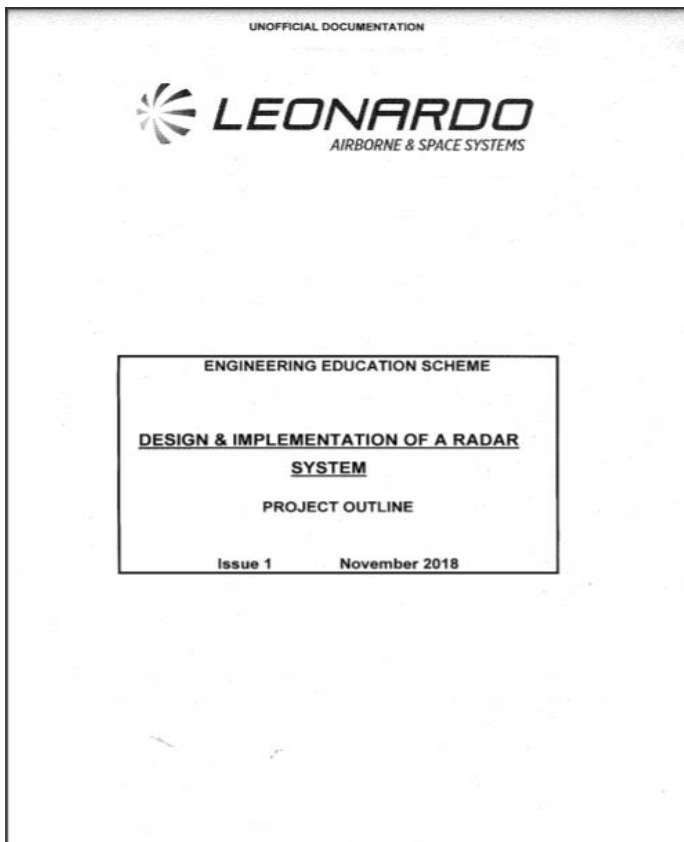 UNOFFICIAL DOCUMENTATION
LEONARDO
AIRBORNE & SPACE SYSTEMS
ENGINEERING EDUCATION SCHEME
DESIGN & IMPLEMENTATION OF A RADAR
SYSTEM
PROJECT OUTLINE
Issue 1 November 2018